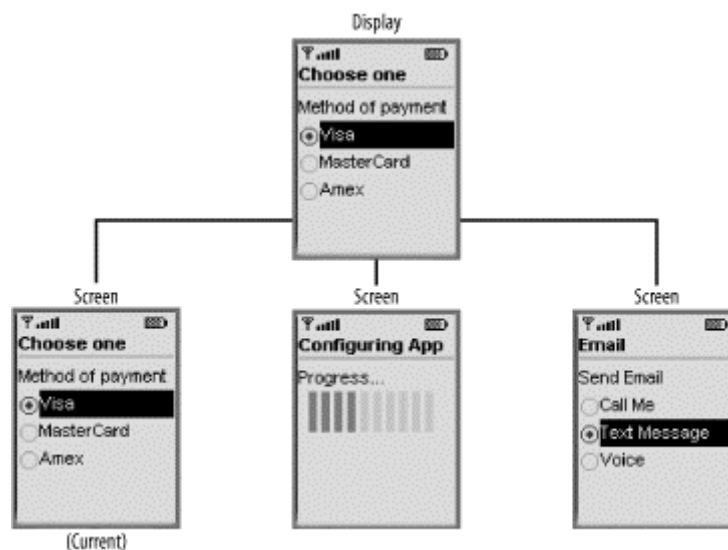 Display
Choose one
Method of payment
Visa
MasterCard
Amex
Screen
Choose one
Method of payment
Visa
MasterCard
Amex
(Current)
Screen
Configuring App
Progress...
Screen
Email
Send Email
Call Me
Text Message
Voice